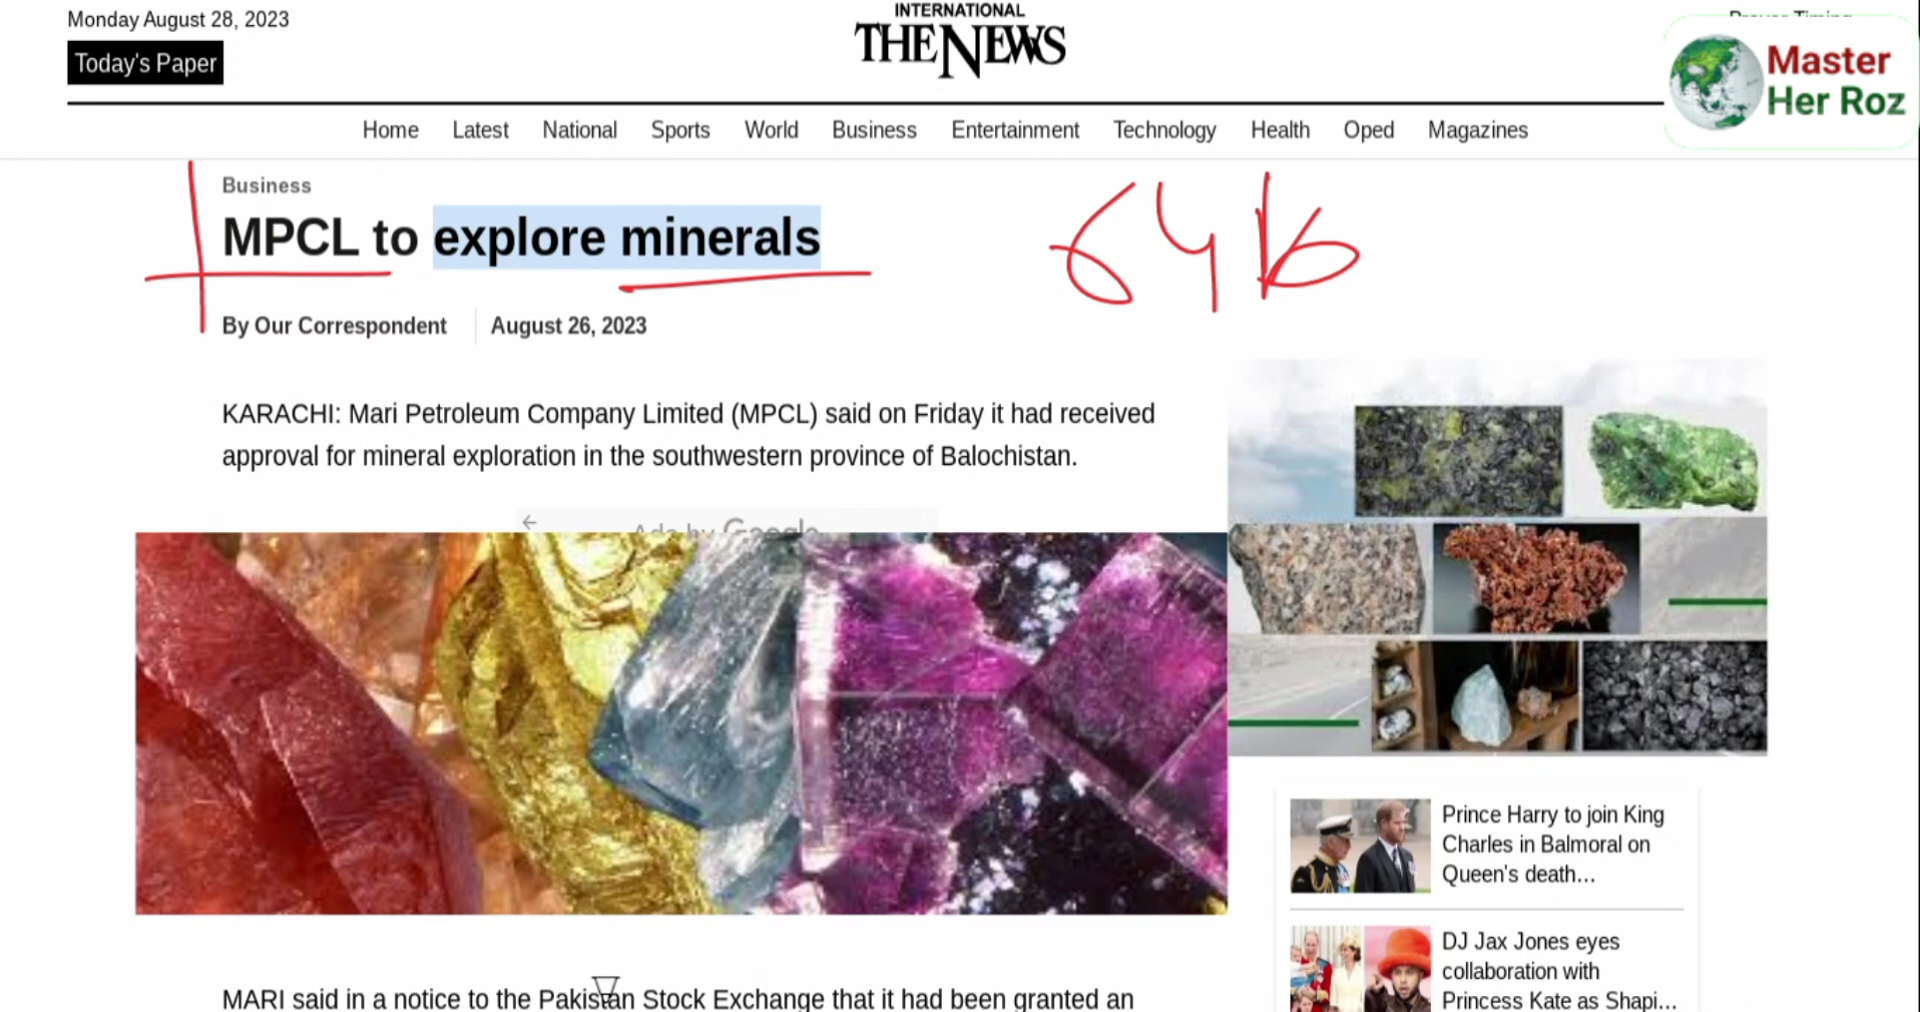 Monday August 28, 2023
Today's Paper
INTERNATIONAL
THE NEWS
Master
Her Roz
Home Latest National Sports World Business Entertainment Technology Health Oped Magazines
Business
MPCL to explore minerals
By Our Correspondent August 26, 2023
KARACHI: Mari Petroleum Company Limited (MPCL) said on Friday it had received
approval for mineral exploration in the southwestern province of Balochistan.
Ads by Google
Prince Harry to join King
Charles in Balmoral on
Queen's death...
DJ Jax Jones eyes
collaboration with
Princess Kate as Shapi...
MARI said in a notice to the Pakistan Stock Exchange that it had been granted an